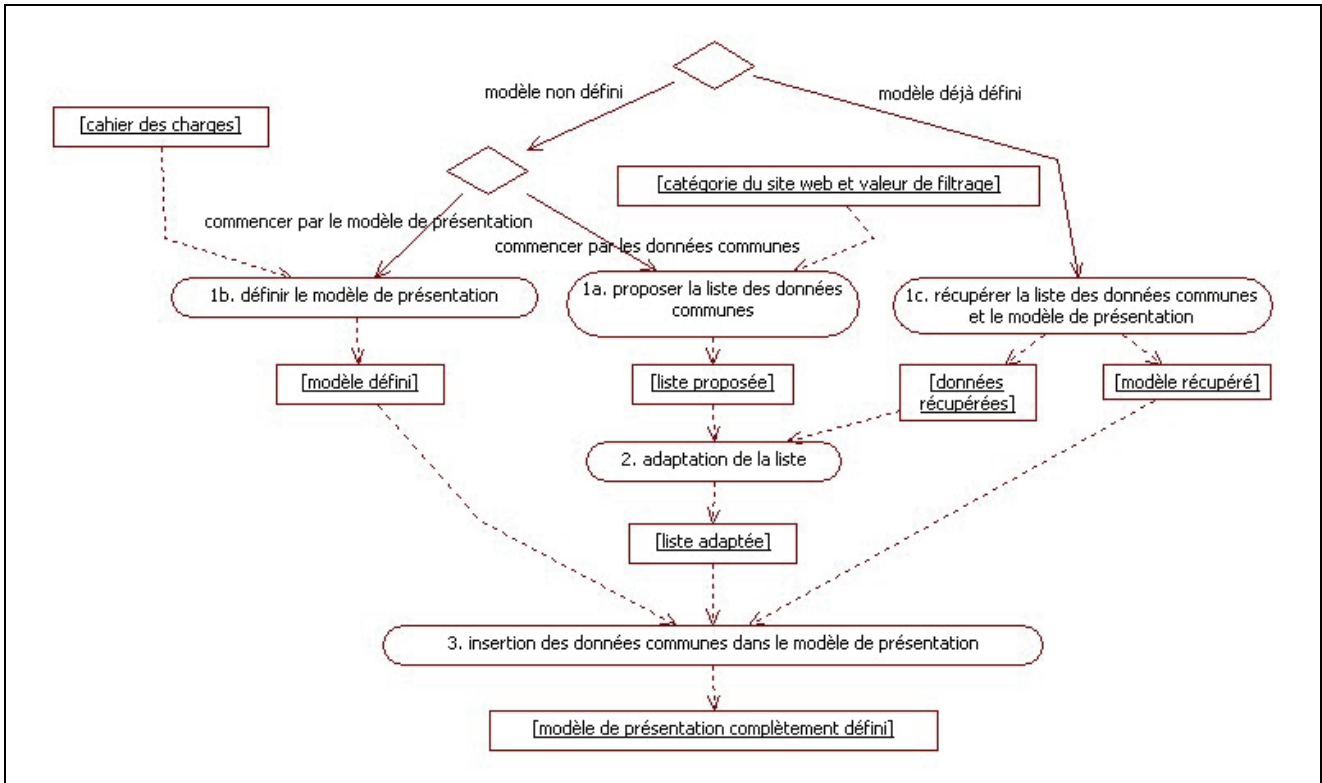 modèle non défini
modèle déjà défini
[cahier des charges]
[catégorie du site web et valeur de filtrage]
commencer par le modèle de présentation
commencer par les données communes
1b. définir le modèle de présentation
1a. proposer la liste des données
communes
1c. récupérer la liste des données communes
et le modèle de présentation
[modèle défini]
[liste proposée]
[données
récupérées]
[modèle récupéré]
2. adaptation de la liste
[liste adaptée]
3. insertion des données communes dans le modèle de présentation
[modèle de présentation complètement défini]